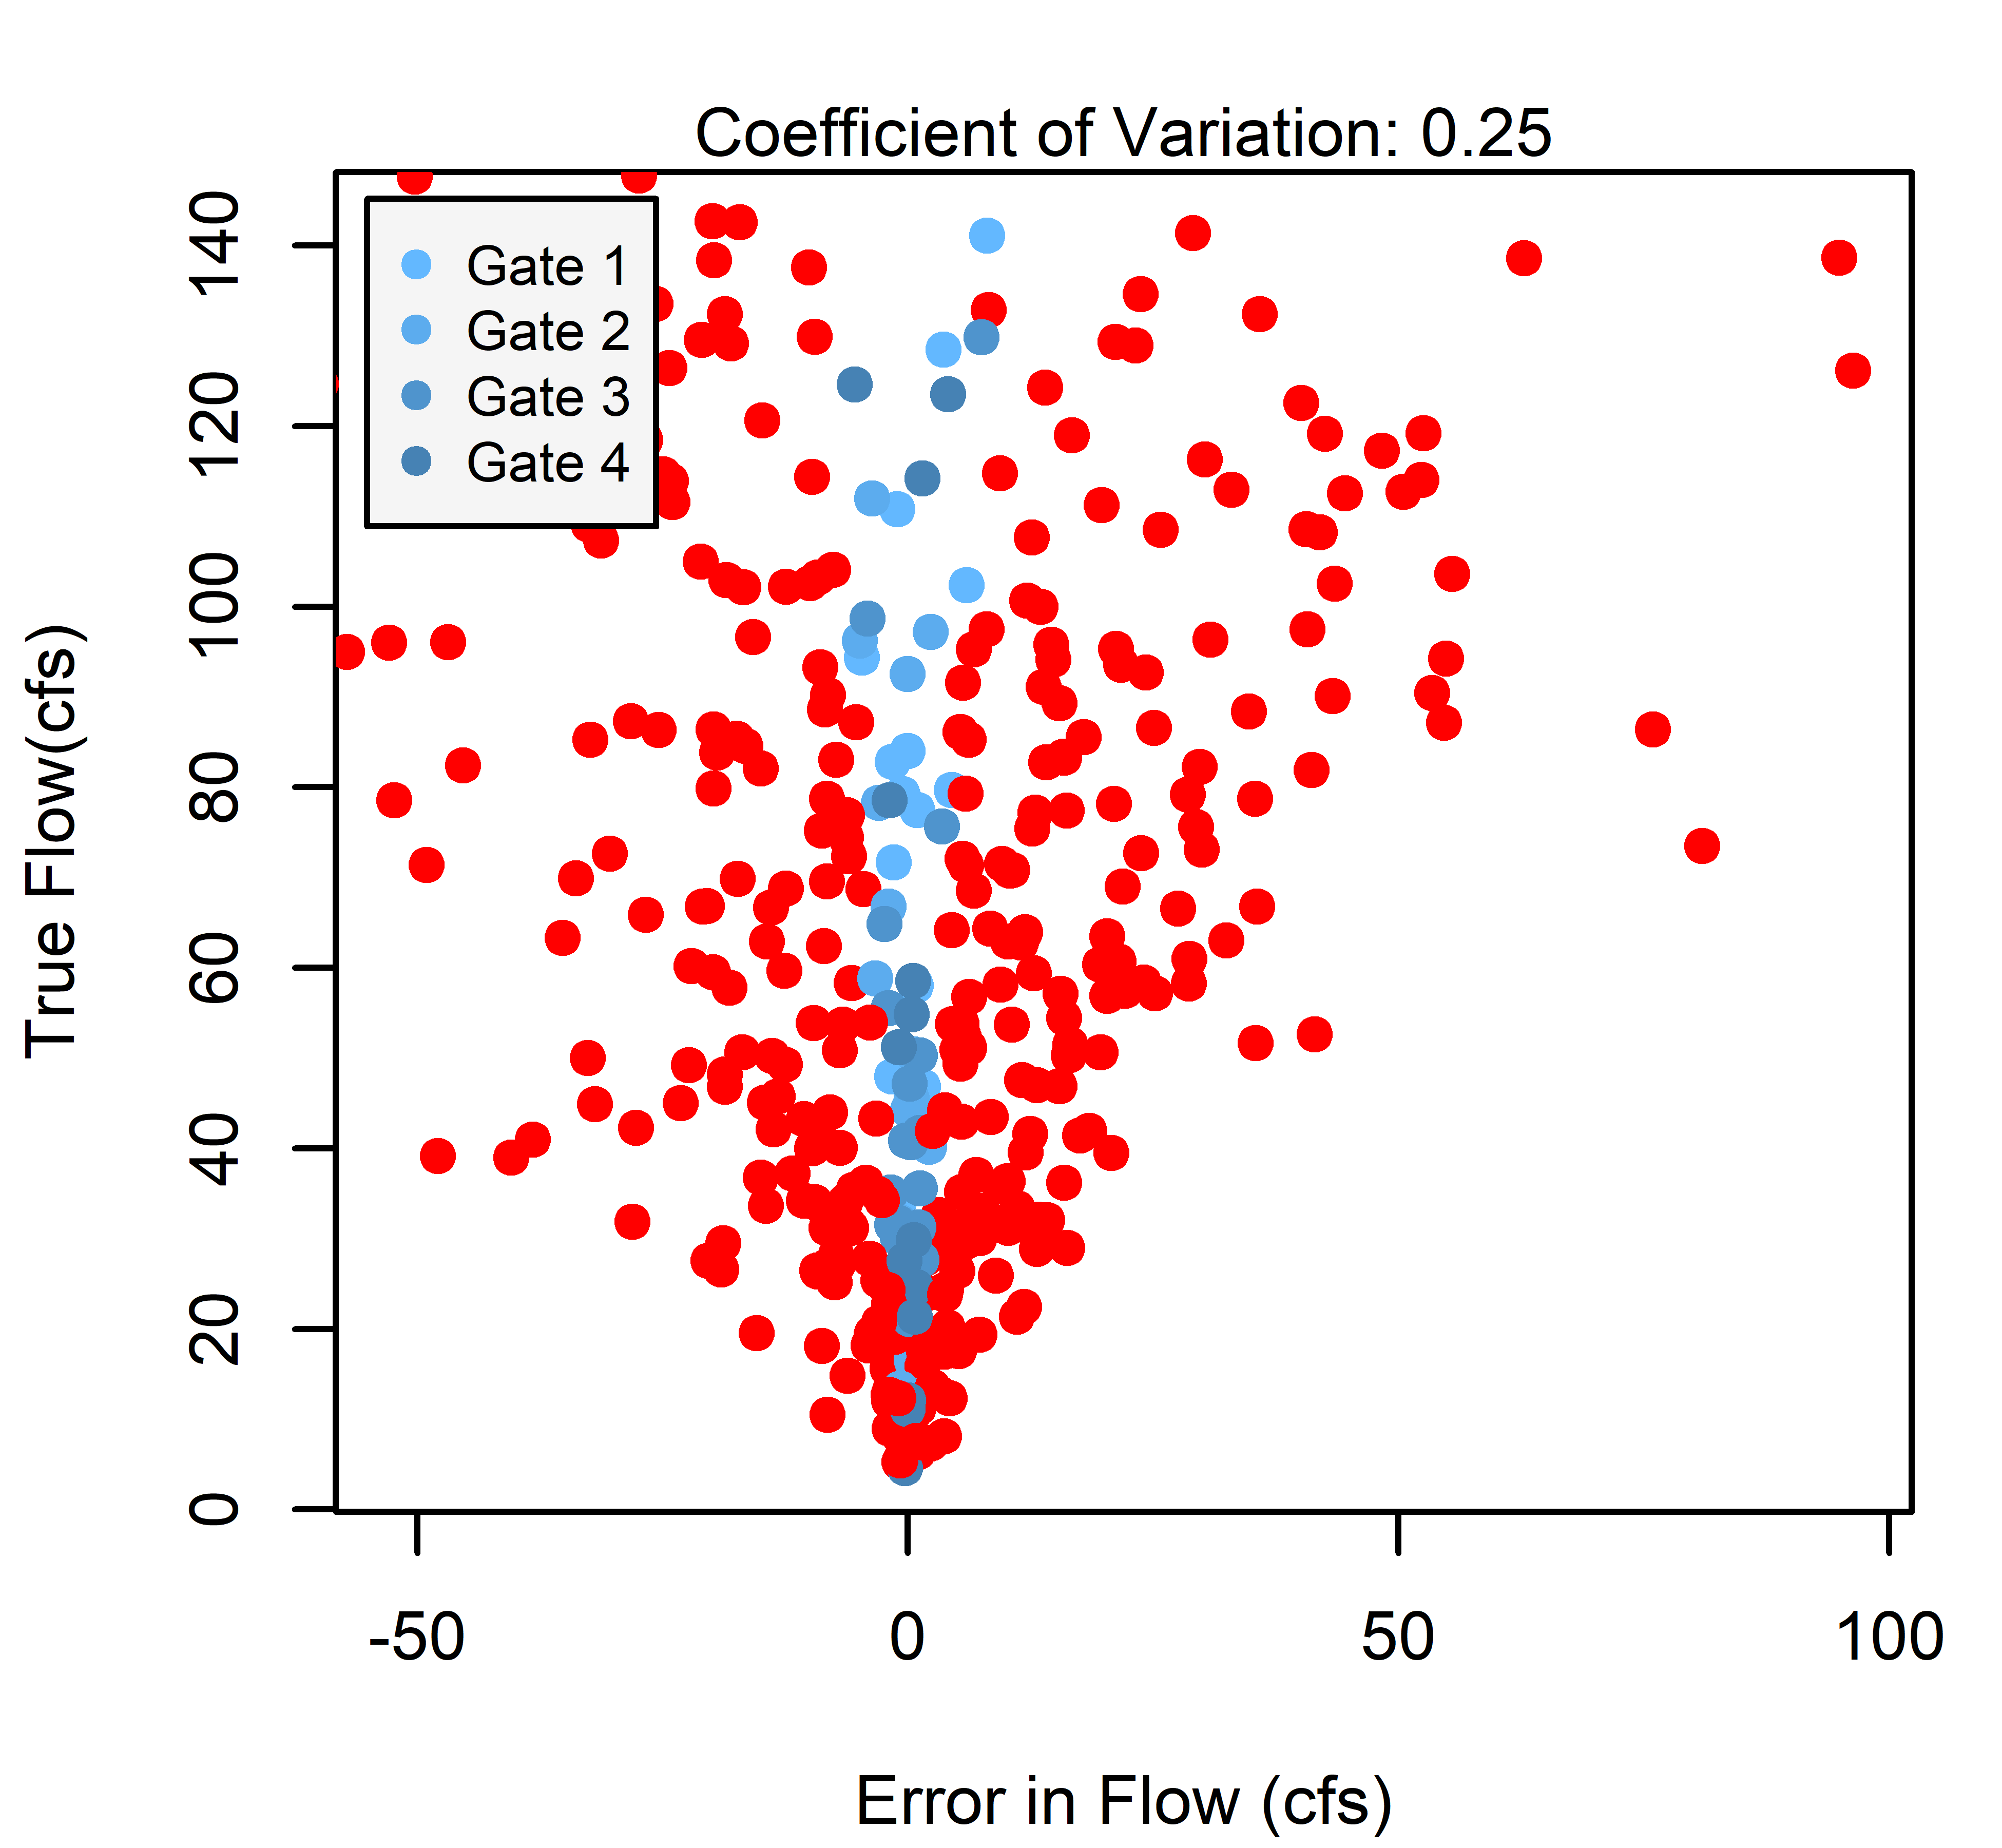 Coefficient of Variation: 0.25
Gate 1
Gate 2
Gate 3
Gate 4
True Flow(cfs)
140
120
100
80
60
40
20
0
-50 0 50 100
Error in Flow (cfs)